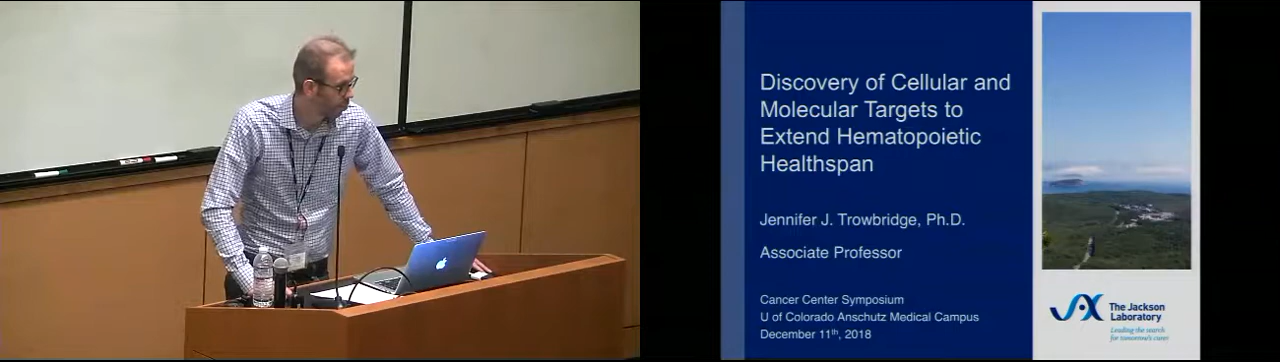 Discovery of Cellular and
Molecular Targets to
Extend Hematopoietic
Healthspan
Jennifer J. Trowbridge, Ph.D.
Associate Professor
Cancer Center Symposium
U of Colorado Anschutz Medical Campus
December 11th, 2018
The Jackson
Laboratory
Leading the search
for tomorrow's cures